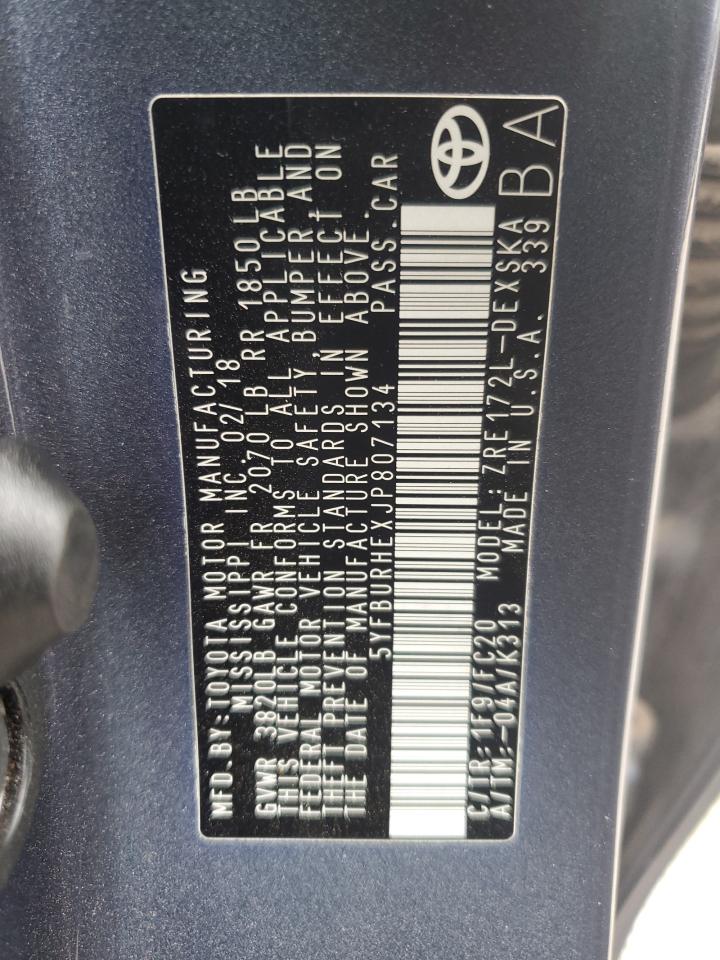 MFD. BY: TOYOTA MOTOR MANUFACTURING
MISSISSIPPI INC. 02/18
GVWR 3820LB GAWR FR 2070LB RR 1850LB
THIS VEHICLE CONFORMS TO ALL APPLICABLE
FEDERAL MOTOR VEHICLE SAFETY, BUMPER, AND
THEFT PREVENTION STANDARDS IN EFFECT ON
THE DATE OF MANUFACTURE SHOWN ABOVE.
5YFBURHEXJP807134 PASS. CAR
C/TR: 1F9/FC20 MODEL: ZRE172L-DEXSKA
A/TM: -04A/K313 MADE IN U.S.A. 339
BA